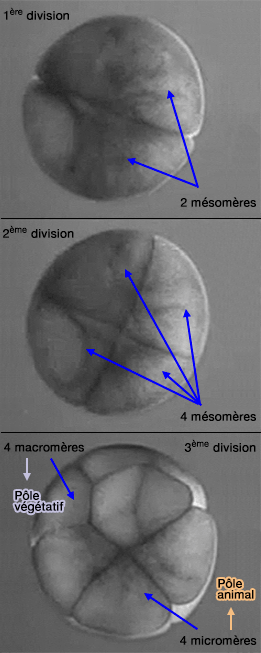 1ère division
2 mésomères
2ème division
4 mésomères
4 macromères
3ème division
Pôle
végétatif
Pôle
animal
4 micromères